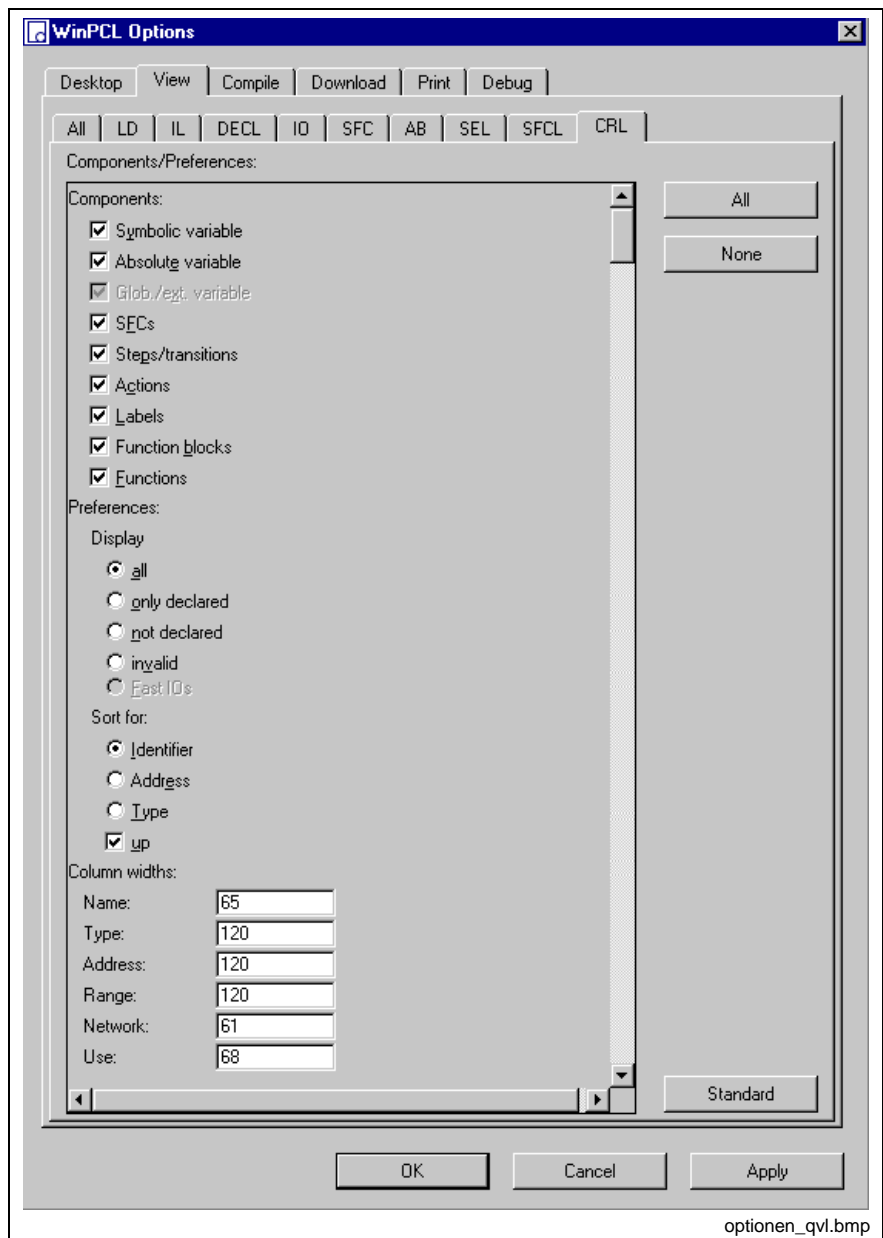 WinPCL Options
Desktop View Compile Download Print Debug
All LD IL DECL IO SFC AB SEL SFCL CRL
Components/Preferences:
Components:
All
Symbolic variable
None
Absolute variable
Glob./ext. variable
SFCs
Steps/transitions
Actions
Labels
Function blocks
Functions
Preferences:
Display
all
only declared
not declared
invalid
Fast IOs
Sort for:
Identifier
Address
Type
up
Column widths:
Name: 65
Type: 120
Address: 120
Range: 120
Network: 61
Use: 68
Standard
OK Cancel Apply
optionen_qvl.bmp